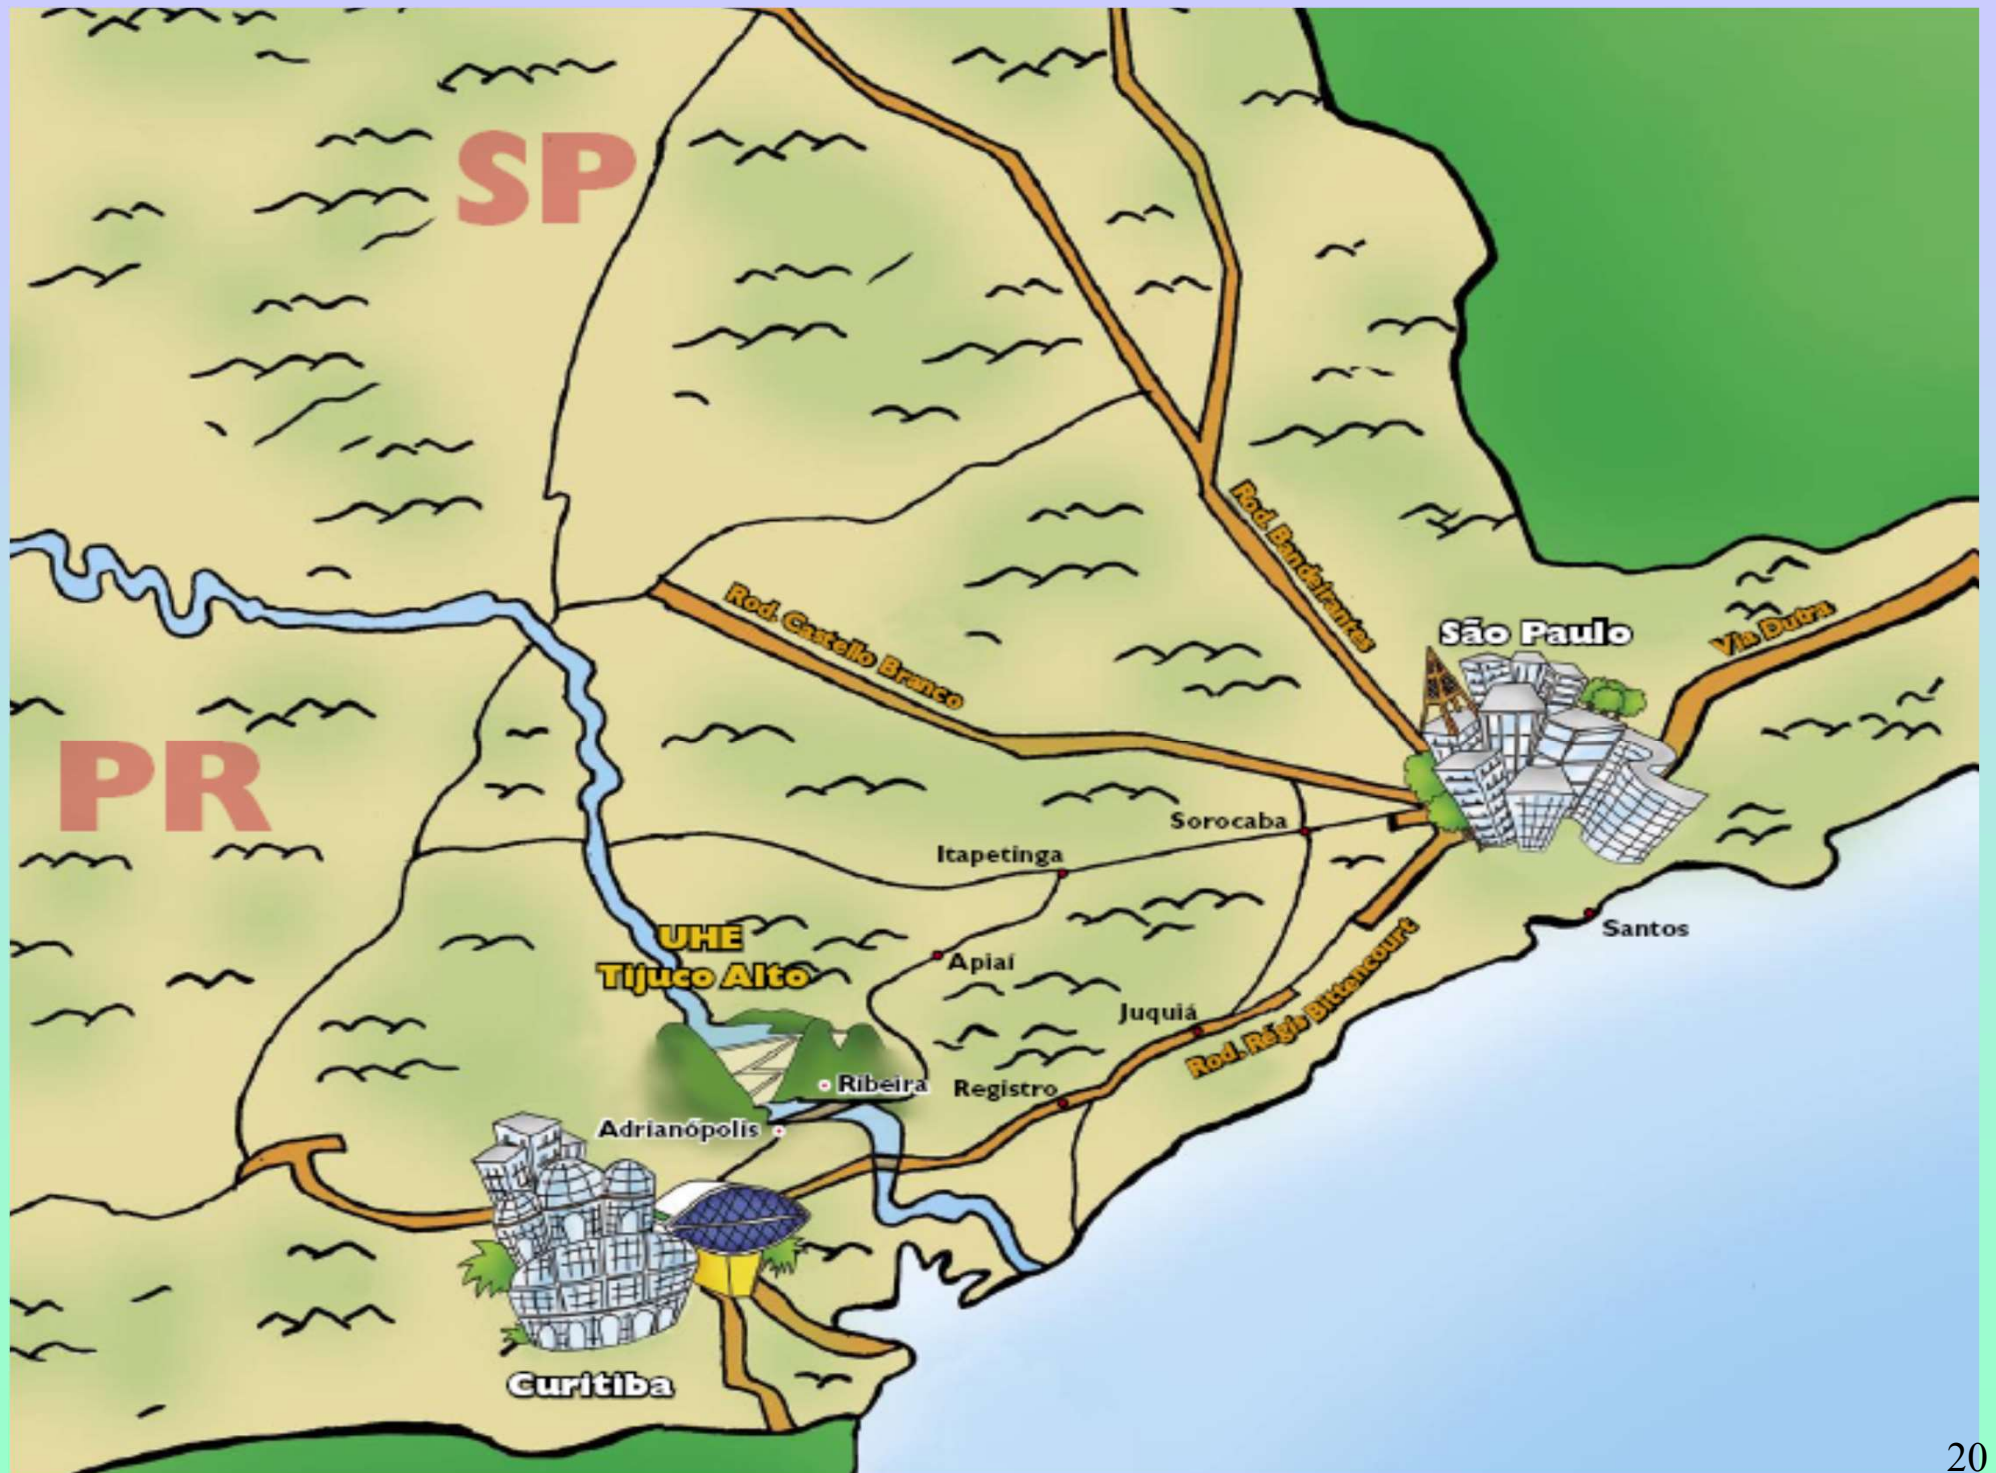 SP
Rod. Bandeirantes
Rod. Castello Branco
São Paulo
Via Dutra
PR
Sorocaba
Itapetinga
UHE
Tijuco Alto
Apiaí
Santos
Juquiá
Rod. Régis Bittencourt
Ribeira
Registro
Adrianópolis
Curitiba
20